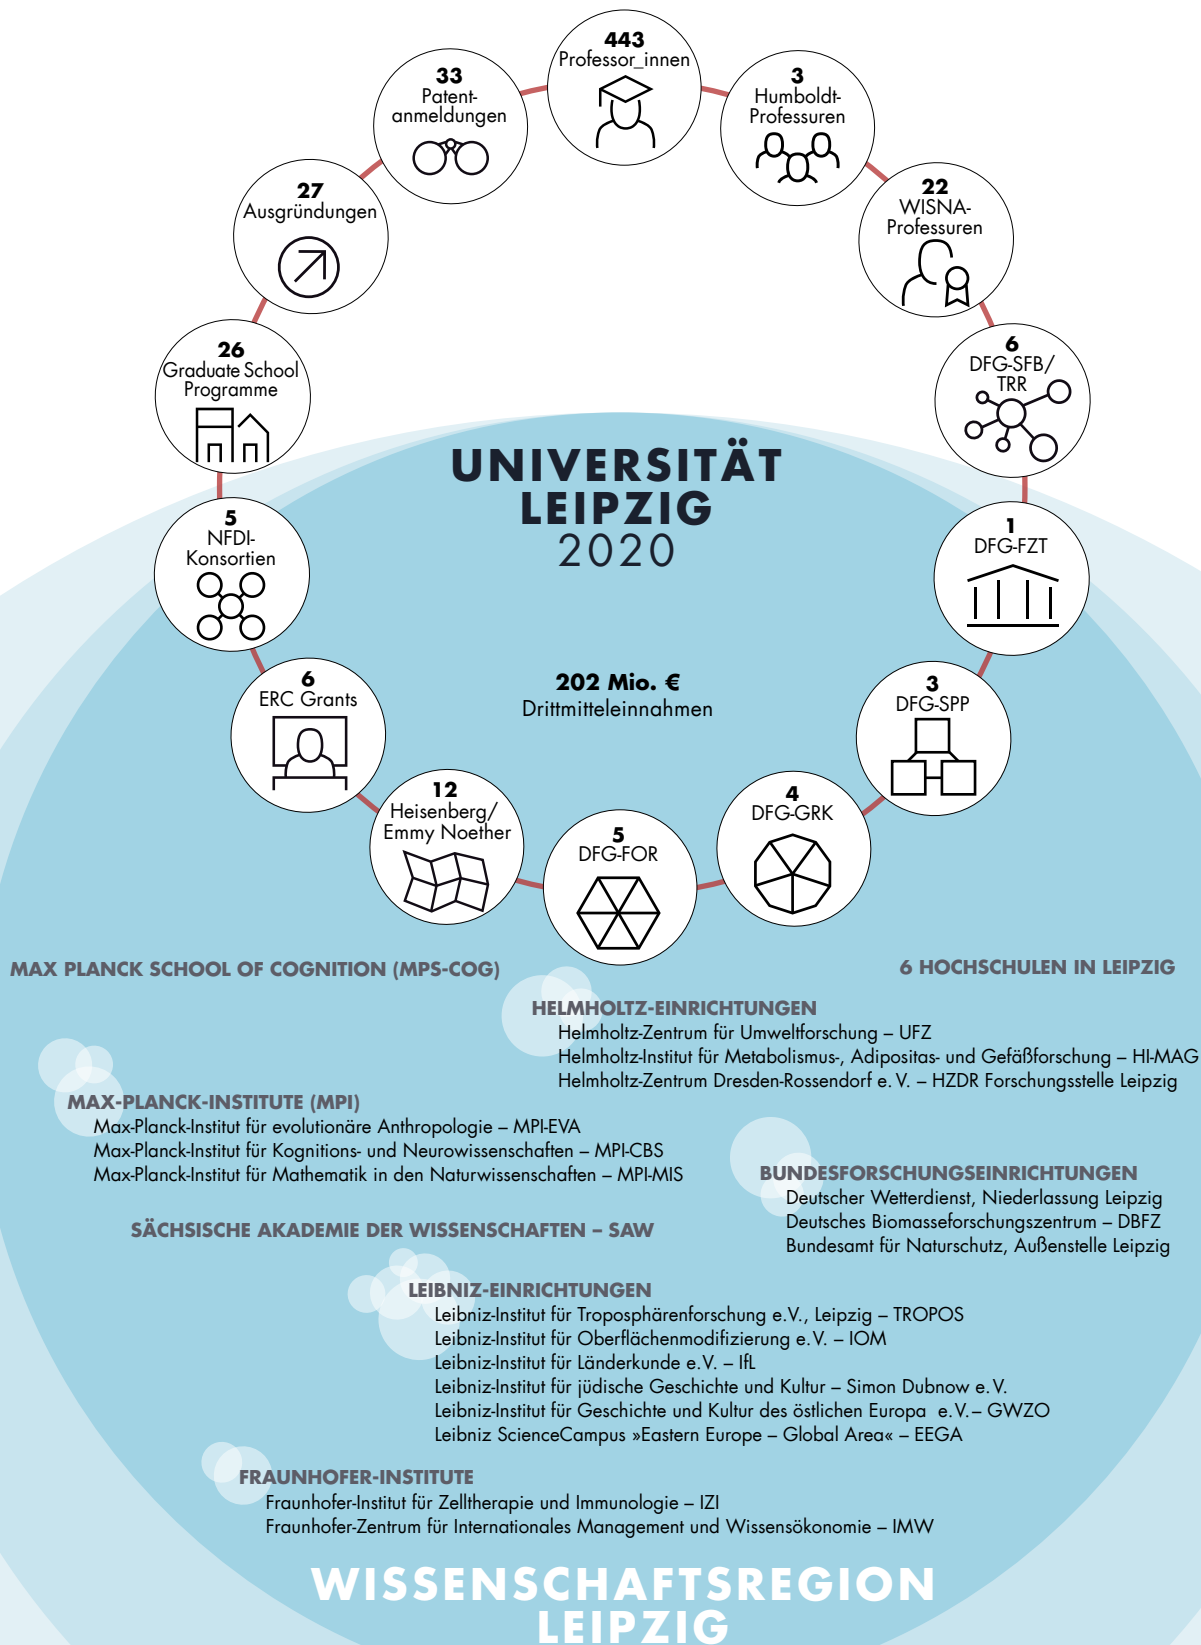 443
Professor_innen
3
Humboldt-
Professuren
22
WISNA-
Professuren
6
DFG-SFB/
TRR
1
DFG-FZT
3
DFG-SPP
4
DFG-GRK
5
DFG-FOR
12
Heisenberg/
Emmy Noether
6
ERC Grants
5
NFDI-
Konsortien
26
Graduate School
Programme
27
Ausgründungen
33
Patent-
anmeldungen
UNIVERSITÄT
LEIPZIG
2020
202 Mio. €
Drittmitteleinnahmen
MAX PLANCK SCHOOL OF COGNITION (MPS-COG)
6 HOCHSCHULEN IN LEIPZIG
HELMHOLTZ-EINRICHTUNGEN
Helmholtz-Zentrum für Umweltforschung – UFZ
Helmholtz-Institut für Metabolismus-, Adipositas- und Gefäßforschung – HI-MAG
Helmholtz-Zentrum Dresden-Rossendorf e. V. – HZDR Forschungsstelle Leipzig
MAX-PLANCK-INSTITUTE (MPI)
Max-Planck-Institut für evolutionäre Anthropologie – MPI-EVA
Max-Planck-Institut für Kognitions- und Neurowissenschaften – MPI-CBS
Max-Planck-Institut für Mathematik in den Naturwissenschaften – MPI-MIS
BUNDESFORSCHUNGSEINRICHTUNGEN
Deutscher Wetterdienst, Niederlassung Leipzig
Deutsches Biomasseforschungszentrum – DBFZ
Bundesamt für Naturschutz, Außenstelle Leipzig
SÄCHSISCHE AKADEMIE DER WISSENSCHAFTEN – SAW
LEIBNIZ-EINRICHTUNGEN
Leibniz-Institut für Troposphärenforschung e.V., Leipzig – TROPOS
Leibniz-Institut für Oberflächenmodifizierung e. V. – IOM
Leibniz-Institut für Länderkunde e. V. – IfL
Leibniz-Institut für jüdische Geschichte und Kultur – Simon Dubnow e. V.
Leibniz-Institut für Geschichte und Kultur des östlichen Europa e. V. – GWZO
Leibniz ScienceCampus »Eastern Europe – Global Area« – EEGA
FRAUNHOFER-INSTITUTE
Fraunhofer-Institut für Zelltherapie und Immunologie – IZI
Fraunhofer-Zentrum für Internationales Management und Wissensökonomie – IMW
WISSENSCHAFTSREGION
LEIPZIG